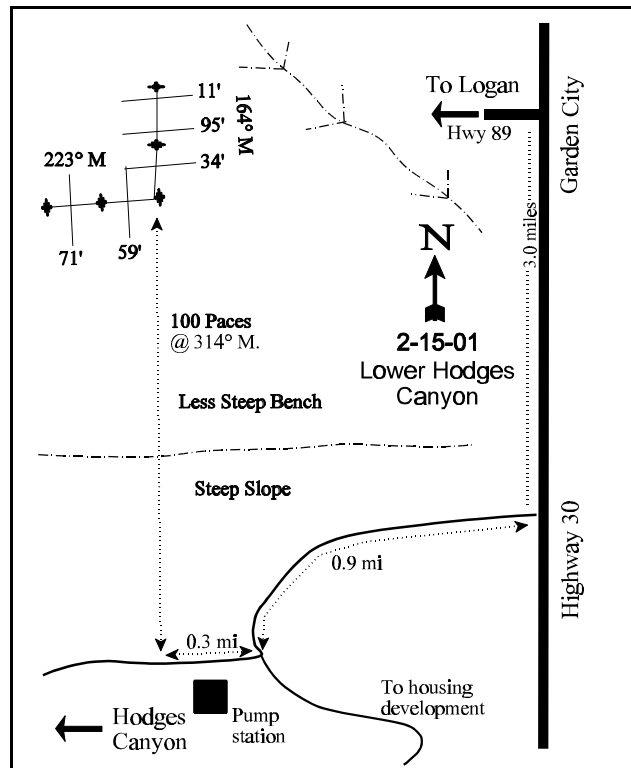 11'
164° M
95'
34'
223° M
71'
59'
To Logan
Hwy 89
Garden City
3.0 miles
N
2-15-01
Lower Hodges
Canyon
100 Paces
@ 314° M.
Less Steep Bench
Steep Slope
Highway 30
0.9 mi
0.3 mi
To housing
development
Hodges
Canyon
Pump
station